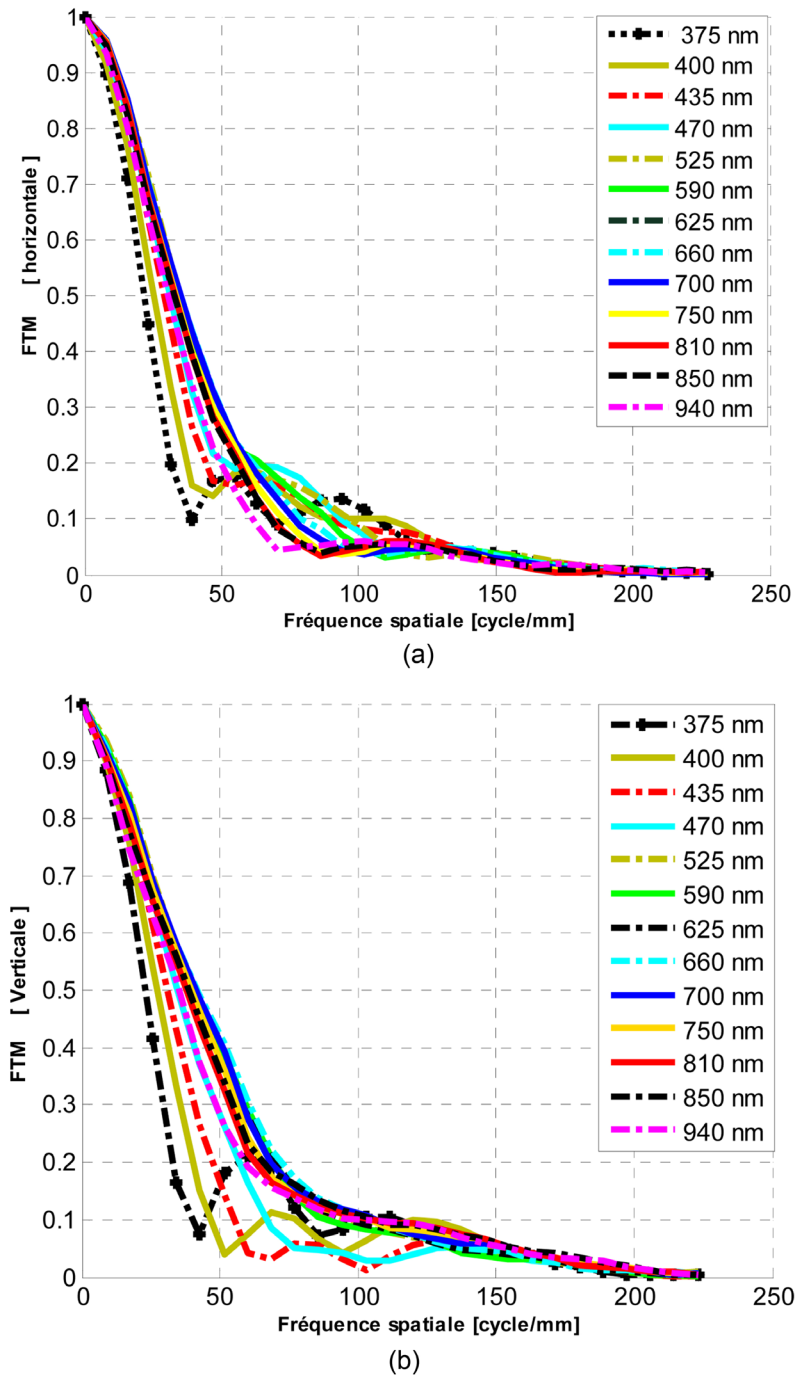 1
0.9
0.8
0.7
0.6
0.5
0.4
0.3
0.2
0.1
0
FTM [ horizontale ]
0 50 100 150 200 250
Fréquence spatiale [cycle/mm]
375 nm
400 nm
435 nm
470 nm
525 nm
590 nm
625 nm
660 nm
700 nm
750 nm
810 nm
850 nm
940 nm
(a)
1
0.9
0.8
0.7
0.6
0.5
0.4
0.3
0.2
0.1
0
FTM [ Verticale ]
0 50 100 150 200 250
Fréquence spatiale [cycle/mm]
375 nm
400 nm
435 nm
470 nm
525 nm
590 nm
625 nm
660 nm
700 nm
750 nm
810 nm
850 nm
940 nm
(b)